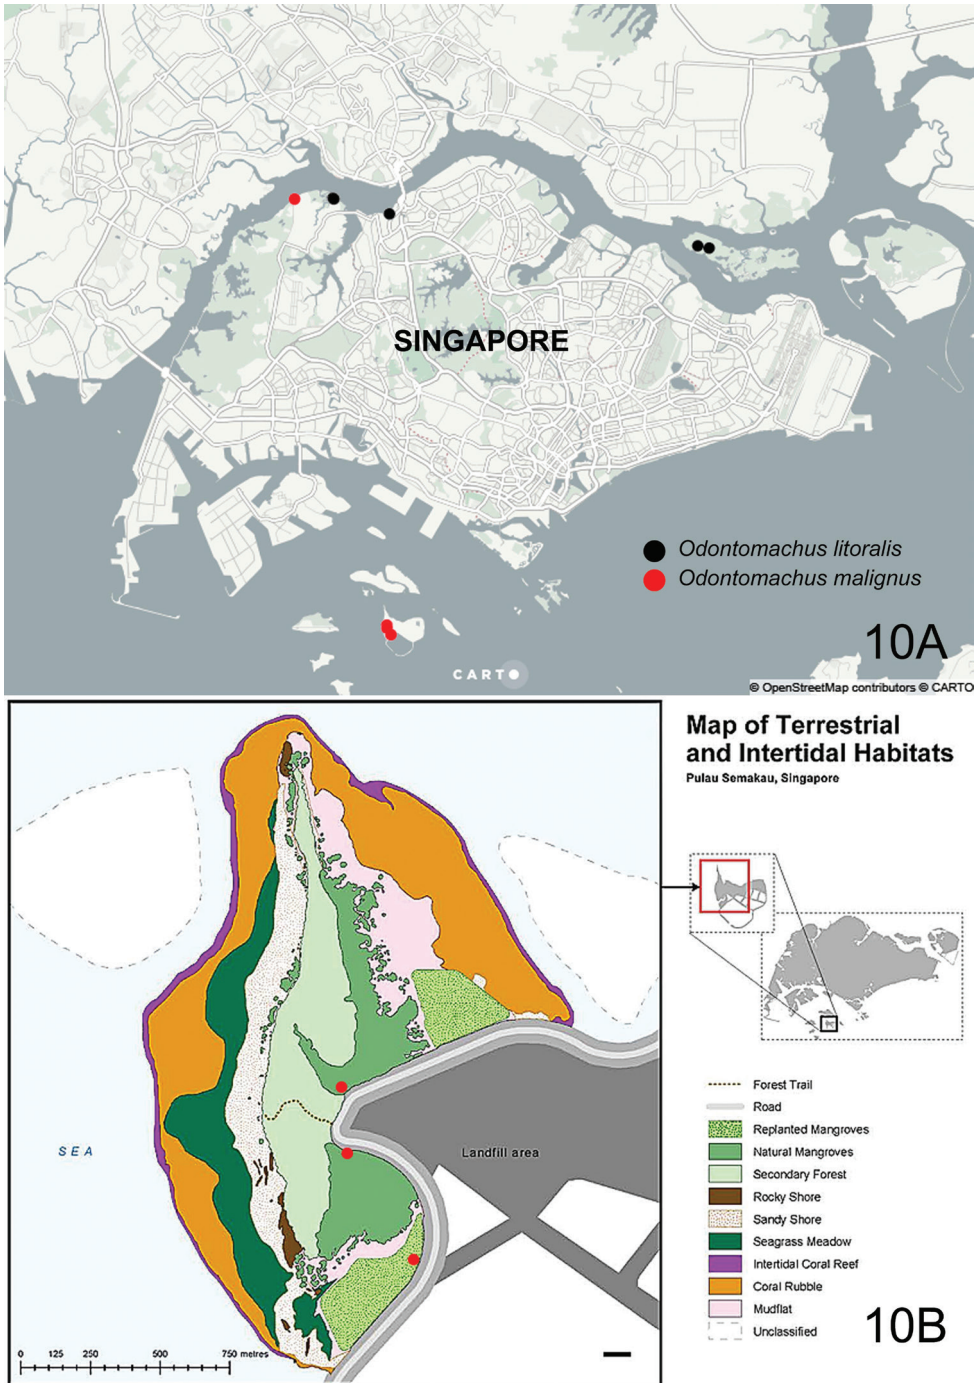 SINGAPORE
Odontomachus litoralis
Odontomachus malignus
10A
CARTO
© OpenStreetMap contributors © CARTO
Map of Terrestrial
and Intertidal Habitats
Pulau Semakau, Singapore
SEA
Landfill area
Forest Trail
Road
Replanted Mangroves
Natural Mangroves
Secondary Forest
Rocky Shore
Sandy Shore
Seagrass Meadow
Intertidal Coral Reef
Coral Rubble
Mudflat
Unclassified
10B
0 125 250 500 750 metres